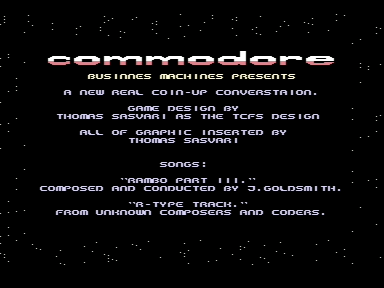 commodore
BUSINNES MACHINES PRESENTS
A NEW REAL COIN-UP CONVERSTAION.
GAME DESIGN BY
THOMAS SASVARI AS THE TCFS DESIGN
ALL OF GRAPHIC INSERTED BY
THOMAS SASVARI
SONGS:
"RAMBO PART III."
COMPOSED AND CONDUCTED BY J.GOLDSMITH.
"R-TYPE TRACK."
FROM UNKNOWN COMPOSERS AND CODERS.